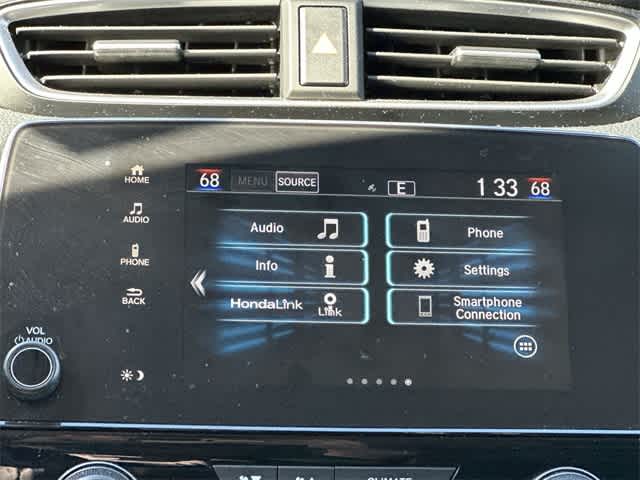 HOME
AUDIO
PHONE
BACK
VOL
AUDIO
68 MENU SOURCE E 1 33 68
Audio
Phone
Info
Settings
HondaLink Link
Smartphone
Connection
CLIMATE